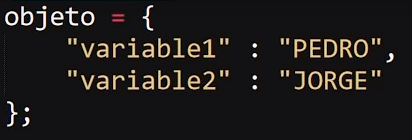 objeto = {
    "variable1" : "PEDRO",
    "variable2" : "JORGE"
};